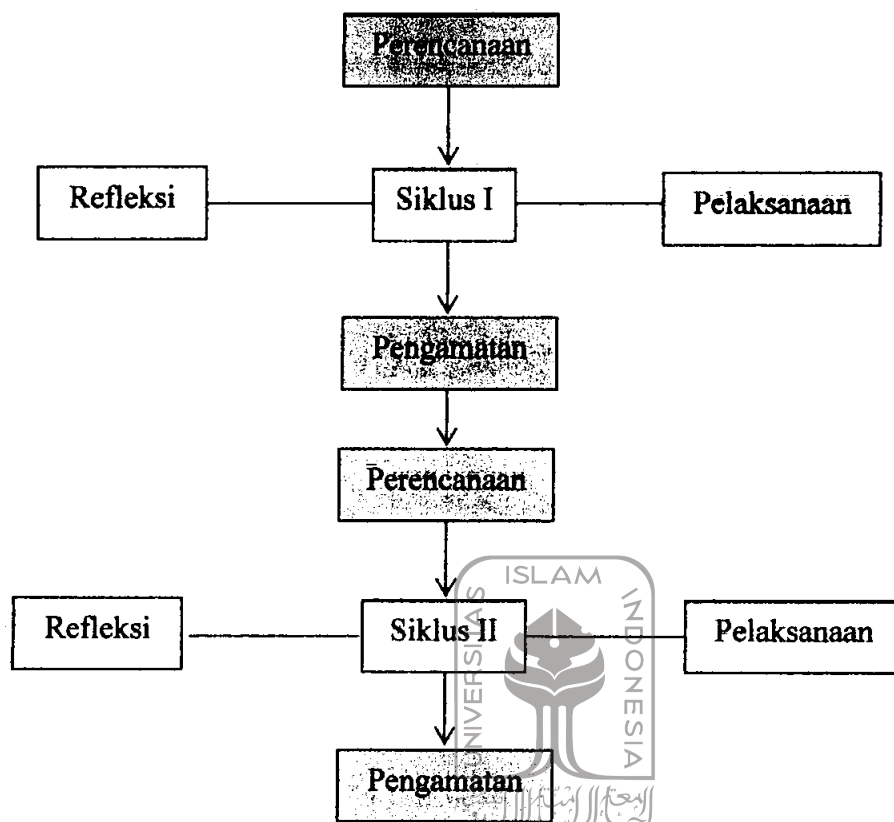 Perencanaan
Refleksi
Siklus I
Pelaksanaan
Pengamatan
Perencanaan
Refleksi
Siklus II
Pelaksanaan
Pengamatan
UNIVERSITAS
ISLAM
INDONESIA